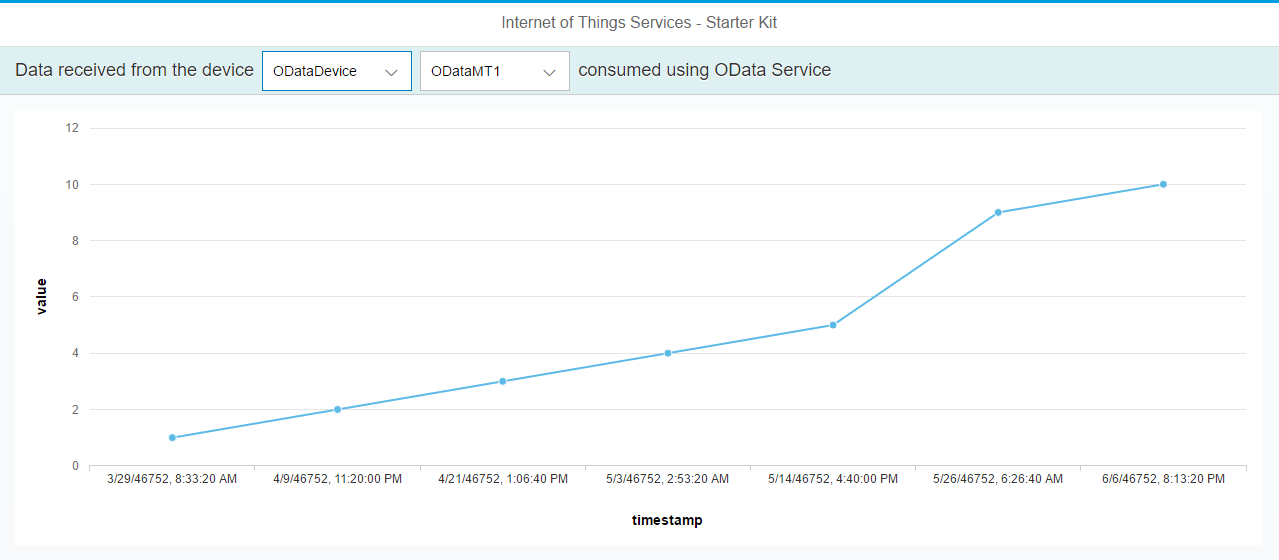 Internet of Things Services - Starter Kit
Data received from the device ODataDevice ODataMT1 consumed using OData Service
12
10
8
6
4
2
0
value
3/29/46752, 8:33:20 AM 4/9/46752, 11:20:00 PM 4/21/46752, 1:06:40 PM 5/3/46752, 2:53:20 AM 5/14/46752, 4:40:00 PM 5/26/46752, 6:26:40 AM 6/6/46752, 8:13:20 PM
timestamp